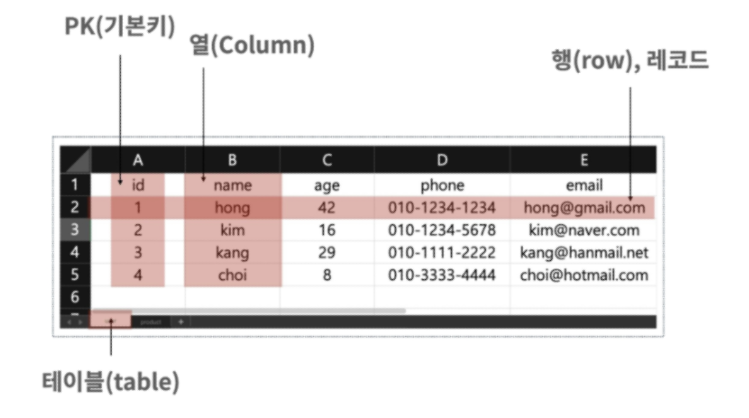 PK(기본키)
열(Column)
행(row), 레코드
A B C D E
1 id name age phone email
2 1 hong 42 010-1234-1234 hong@gmail.com
3 2 kim 16 010-1234-5678 kim@naver.com
4 3 kang 29 010-1111-2222 kang@hanmail.net
5 4 choi 8 010-3333-4444 choi@hotmail.com
6
product +
테이블(table)